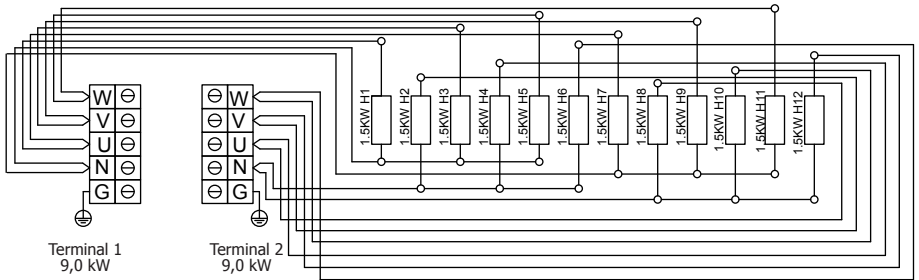 1.5KW H1
1.5KW H2
1.5KW H3
1.5KW H4
1.5KW H5
1.5KW H6
1.5KW H7
1.5KW H8
1.5KW H9
1.5KW H10
1.5KW H11
1.5KW H12
W
V
U
N
G
W
V
U
N
G
Terminal 1
9,0 kW
Terminal 2
9,0 kW